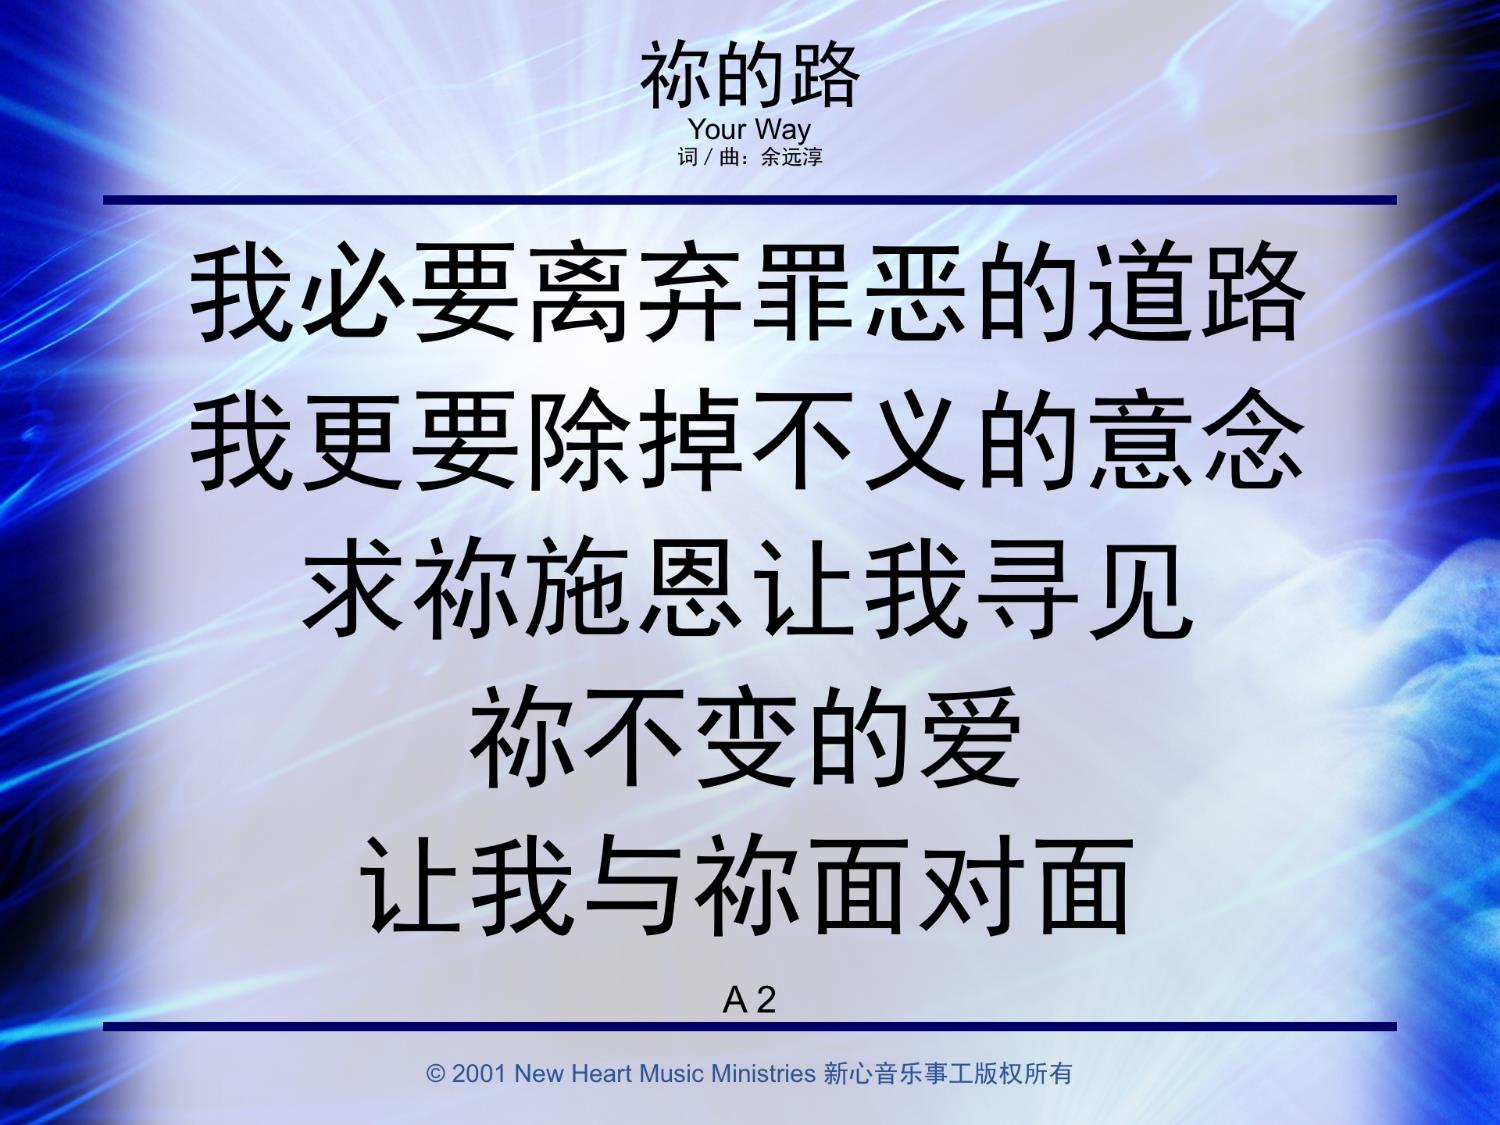 祢的路
Your Way
词 / 曲：余远淳
我必要离弃罪恶的道路
我更要除掉不义的意念
求祢施恩让我寻见
祢不变的爱
让我与祢面对面
A 2
© 2001 New Heart Music Ministries 新心音乐事工版权所有